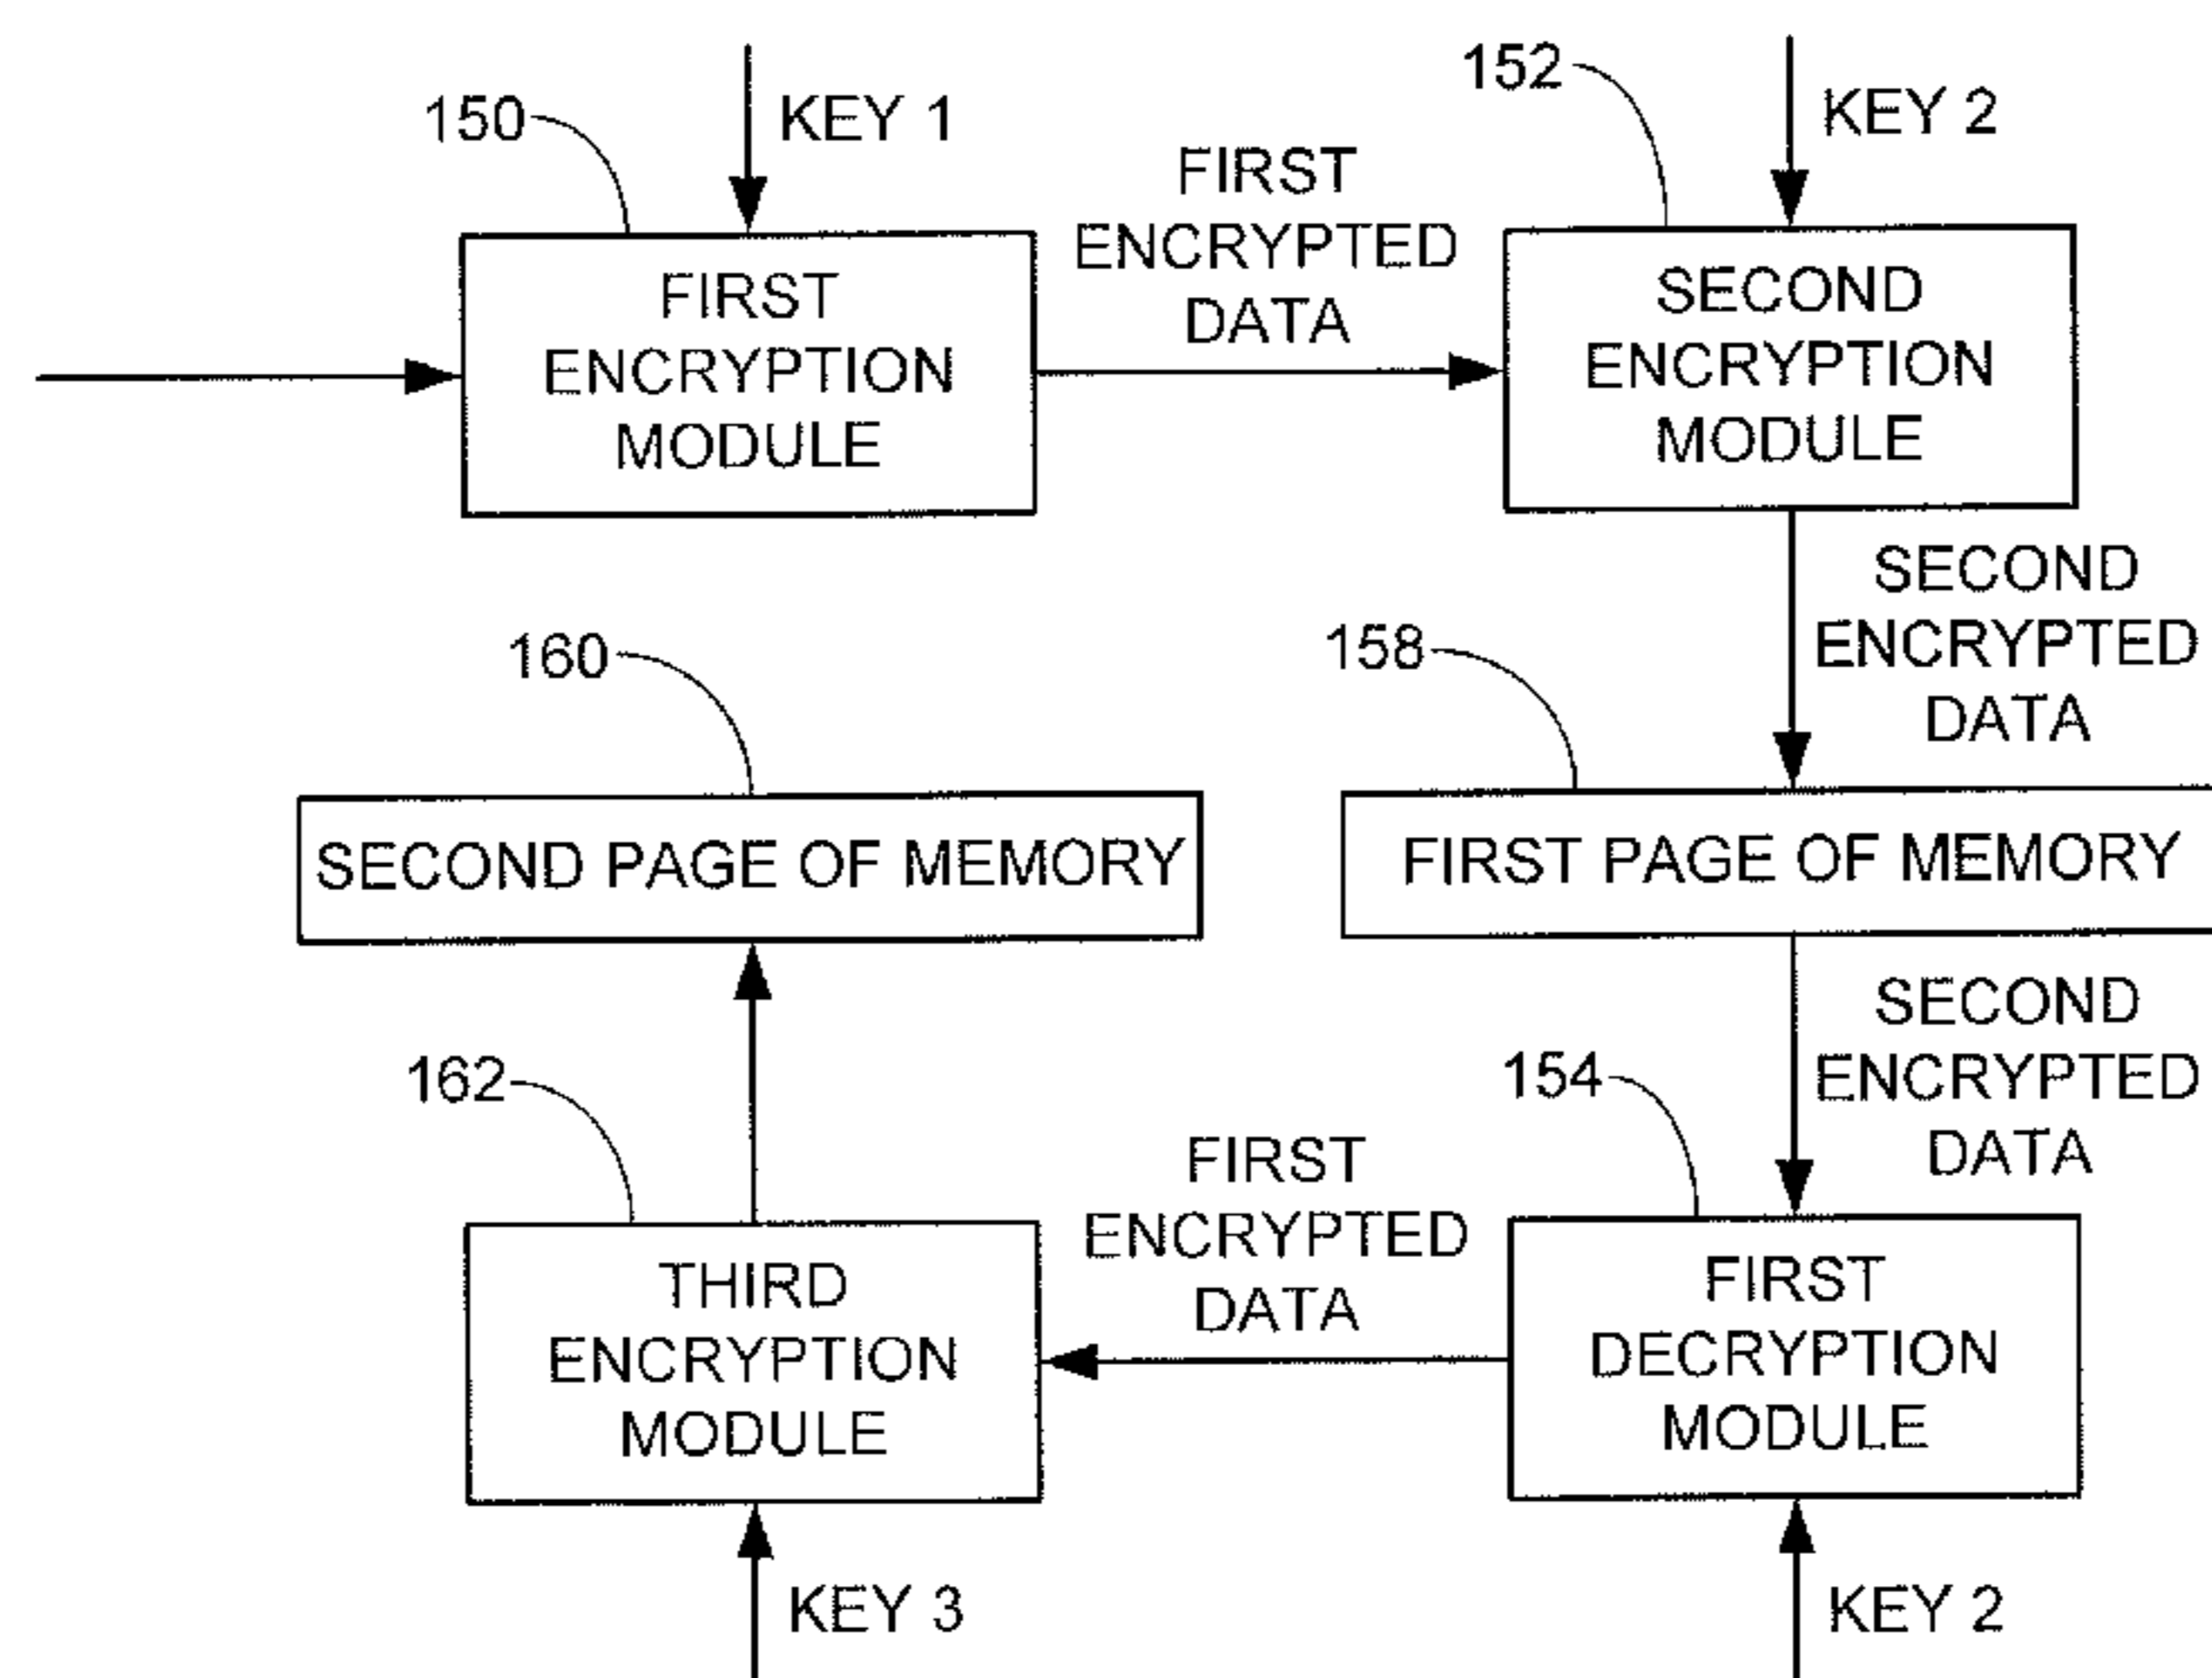 150
KEY 1
152
KEY 2
FIRST
ENCRYPTED
DATA
FIRST
ENCRYPTION
MODULE
SECOND
ENCRYPTION
MODULE
SECOND
ENCRYPTED
DATA
160
158
SECOND PAGE OF MEMORY
FIRST PAGE OF MEMORY
SECOND
ENCRYPTED
DATA
162
154
FIRST
ENCRYPTED
DATA
THIRD
ENCRYPTION
MODULE
FIRST
DECRYPTION
MODULE
KEY 3
KEY 2